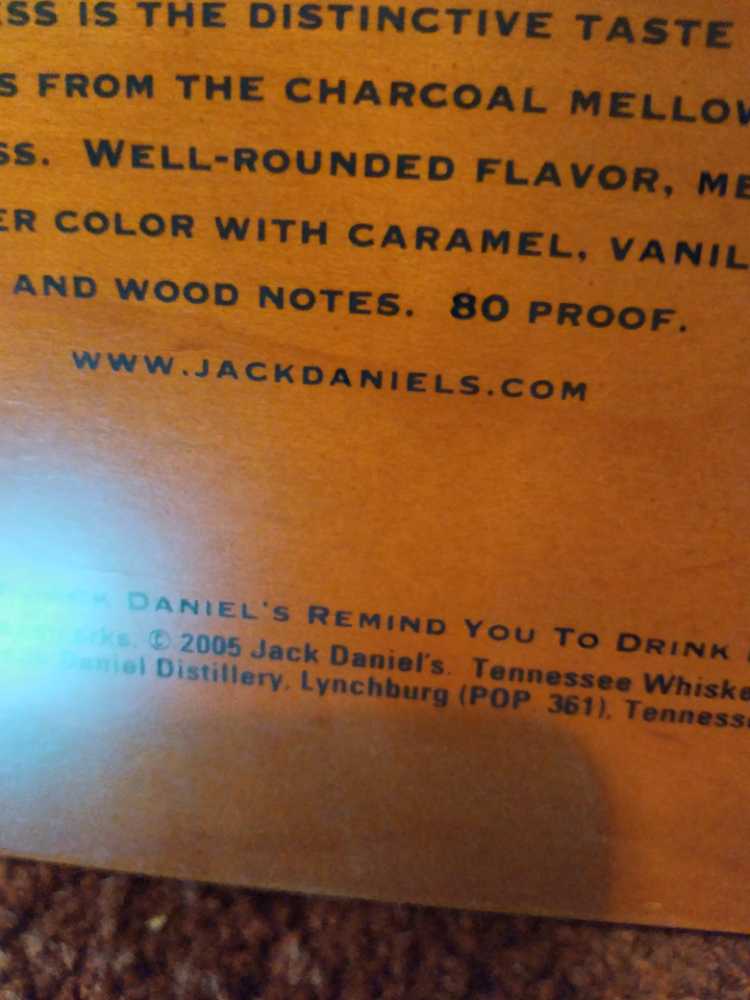 SS IS THE DISTINCTIVE TASTE
S FROM THE CHARCOAL MELLOW
SS. WELL-ROUNDED FLAVOR, ME
ER COLOR WITH CARAMEL, VANIL
AND WOOD NOTES. 80 PROOF.
WWW.JACKDANIELS.COM
DANIEL'S REMIND YOU TO DRINK
© 2005 Jack Daniel's. Tennessee Whiske
Daniel Distillery, Lynchburg (POP 361), Tenness